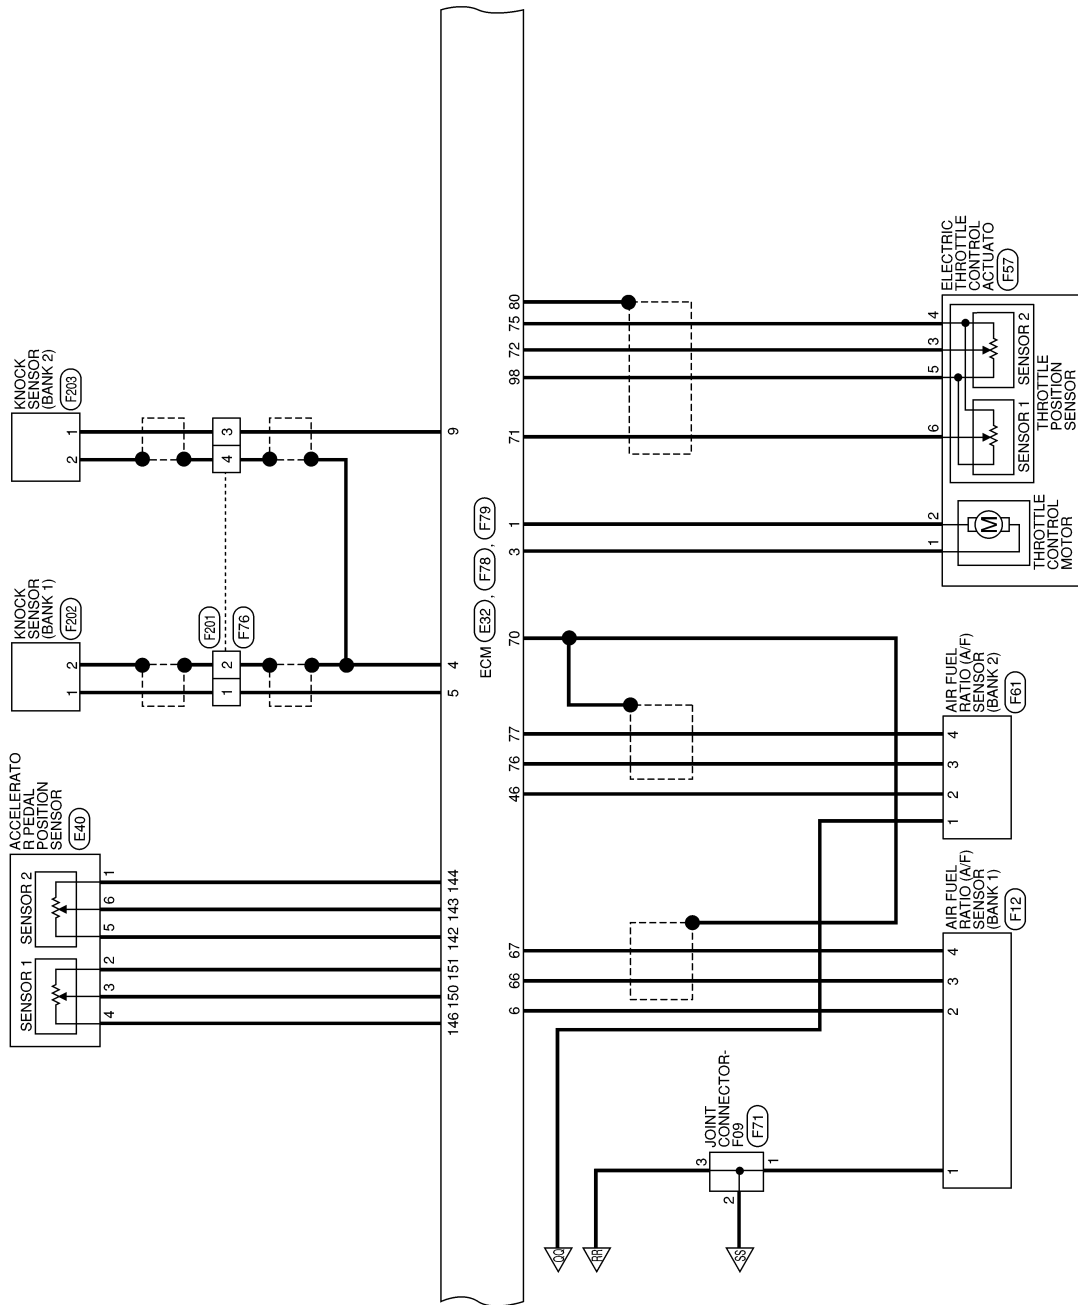 KNOCK
SENSOR
(BANK 2)
F203
1
2
3
4
9
KNOCK
SENSOR
(BANK 1)
F202
2
1
F201
F76
2
1
4
5
ACCELERATO
R PEDAL
POSITION
SENSOR
E40
SENSOR 2
SENSOR 1
1
6
5
2
3
4
144
143
142
151
150
146
ECM E32 , F78 , F79
80
75
72
98
71
1
3
70
77
76
46
67
66
6
ELECTRIC
THROTTLE
CONTROL
ACTUATO
F57
4
3
5
6
2
1
SENSOR 2
SENSOR 1
THROTTLE
POSITION
SENSOR
M
THROTTLE
CONTROL
MOTOR
AIR FUEL
RATIO (A/F)
SENSOR
(BANK 2)
F61
4
3
2
1
AIR FUEL
RATIO (A/F)
SENSOR
(BANK 1)
F12
4
3
2
1
JOINT
CONNECTOR-
F09
F71
3
1
2
QQ
RR
SS